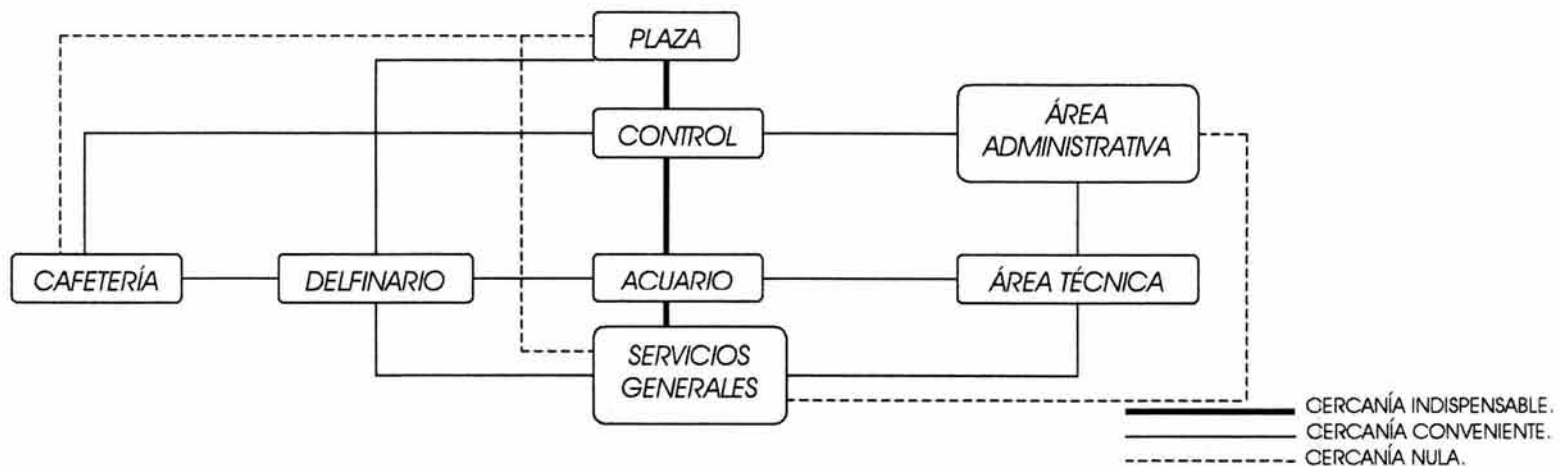 PLAZA
CONTROL
ÁREA
ADMINISTRATIVA
CAFETERÍA
DELFINARIO
ACUARIO
ÁREA TÉCNICA
SERVICIOS
GENERALES
CERCANÍA INDISPENSABLE.
CERCANÍA CONVENIENTE.
CERCANÍA NULA.